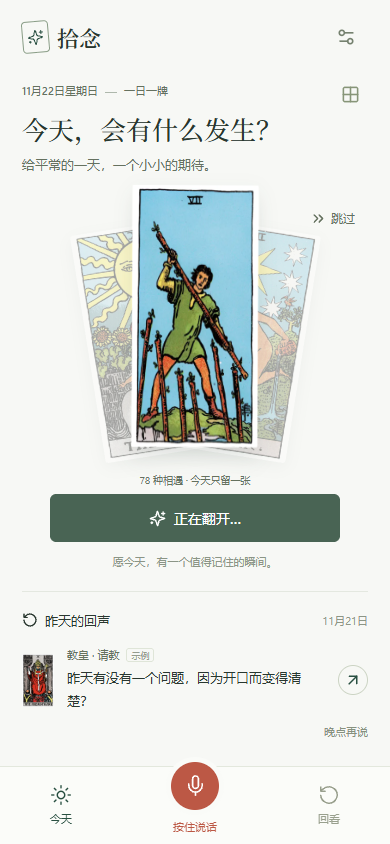 拾念
11月22日星期日 — 一日一牌
今天，会有什么发生？
给平常的一天，一个小小的期待。
跳过
VII
78 种相遇 · 今天只留一张
正在翻开...
愿今天，有一个值得记住的瞬间。
昨天的回声
11月21日
教皇 · 请教 示例
昨天有没有一个问题，因为开口而变得清
楚？
晚点再说
今天
按住说话
回看